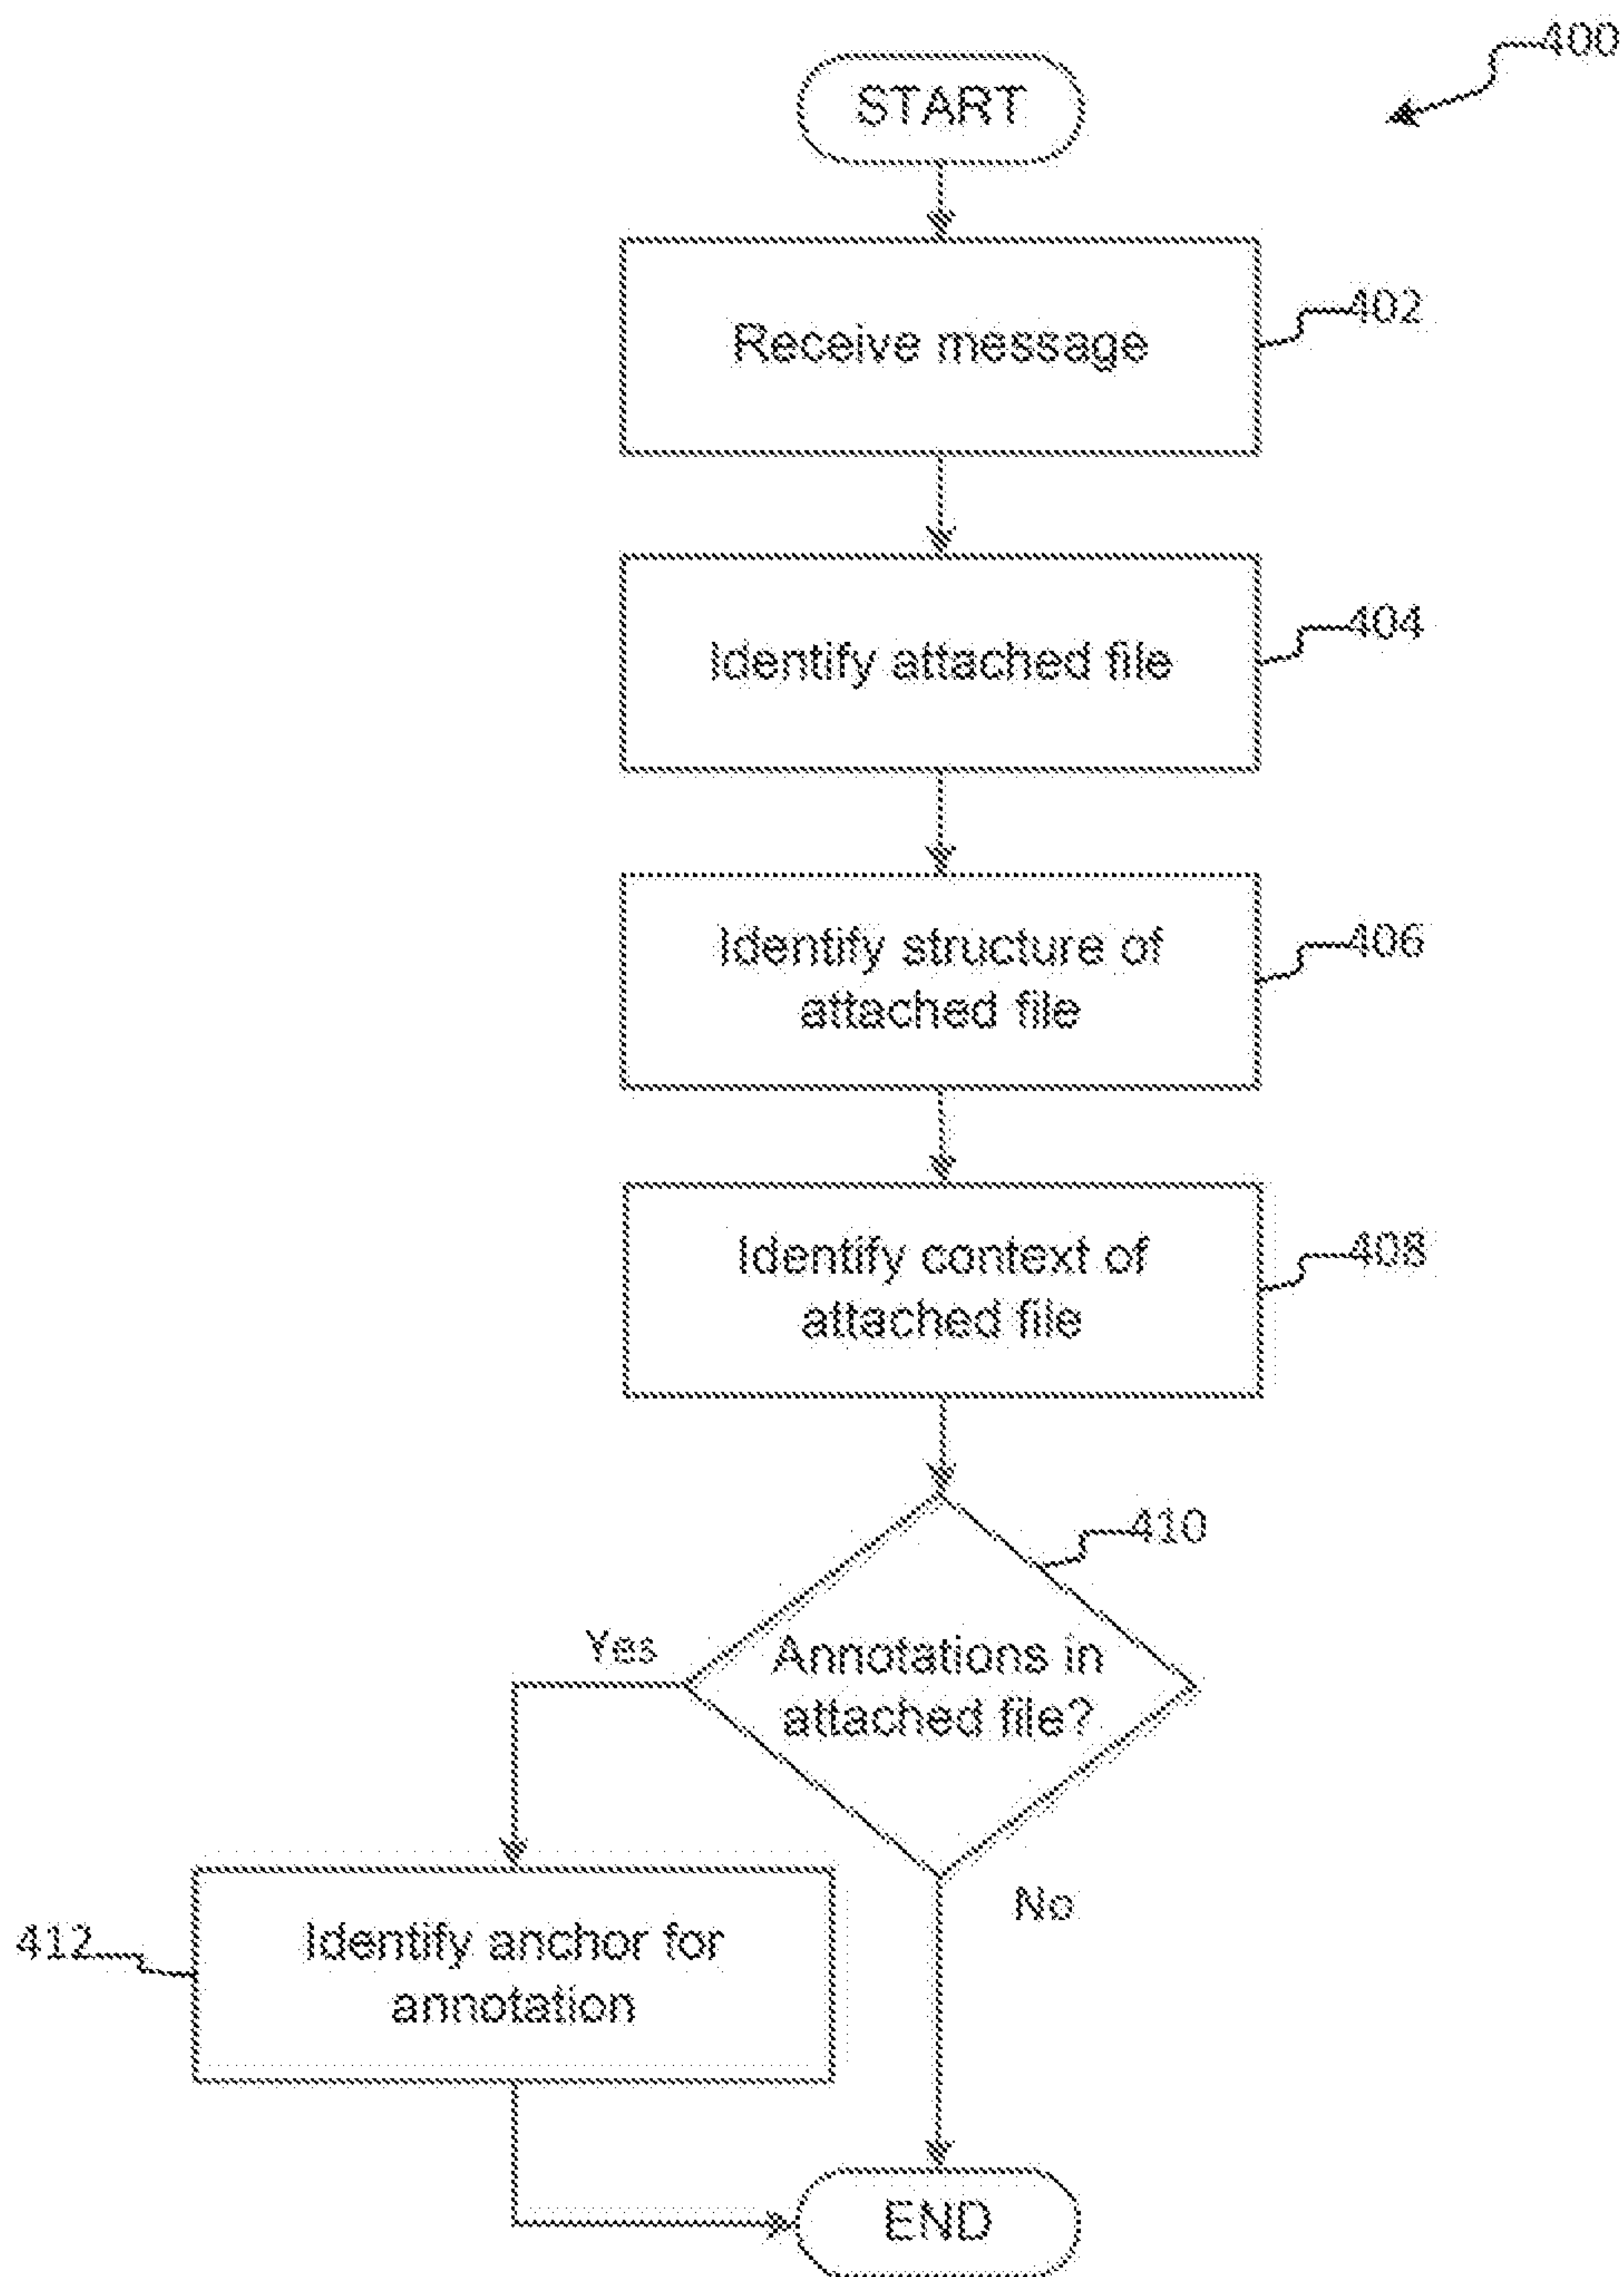 400
START
Receive message
402
Identify attached file
404
Identify structure of
attached file
406
Identify context of
attached file
408
410
Annotations in
attached file?
Yes
No
412
Identify anchor for
annotation
END